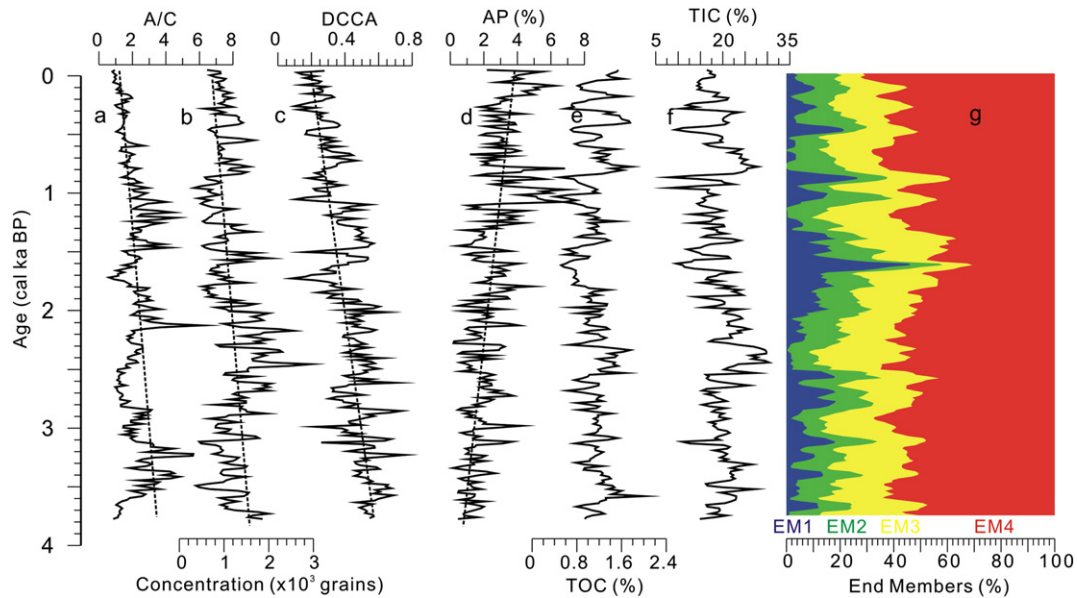 A/C DCCA AP (%) TIC (%)
0 2 4 6 8 0 0.4 0.8 0 2 4 6 8 5 15 25 35
0
a b c d e f g
1
2
3
4
Age (cal ka BP)
EM1 EM2 EM3 EM4
0 1 2 3 0 0.8 1.6 2.4 0 20 40 60 80 100
Concentration (x10³ grains) TOC (%) End Members (%)